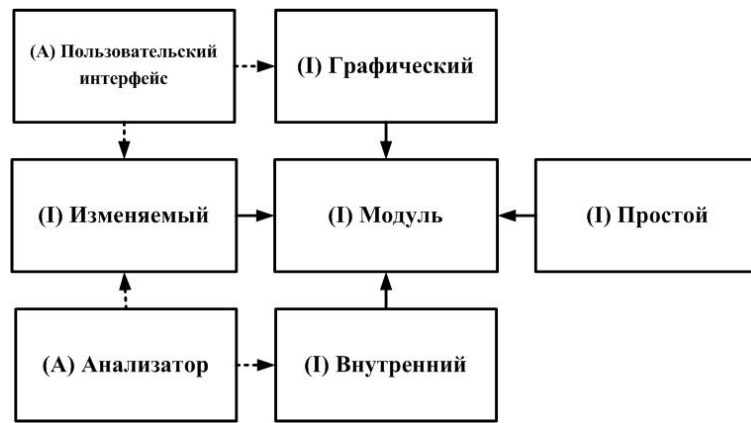 (А) Пользовательский
интерфейс
(I) Графический
(I) Изменяемый
(I) Модуль
(I) Простой
(А) Анализатор
(I) Внутренний